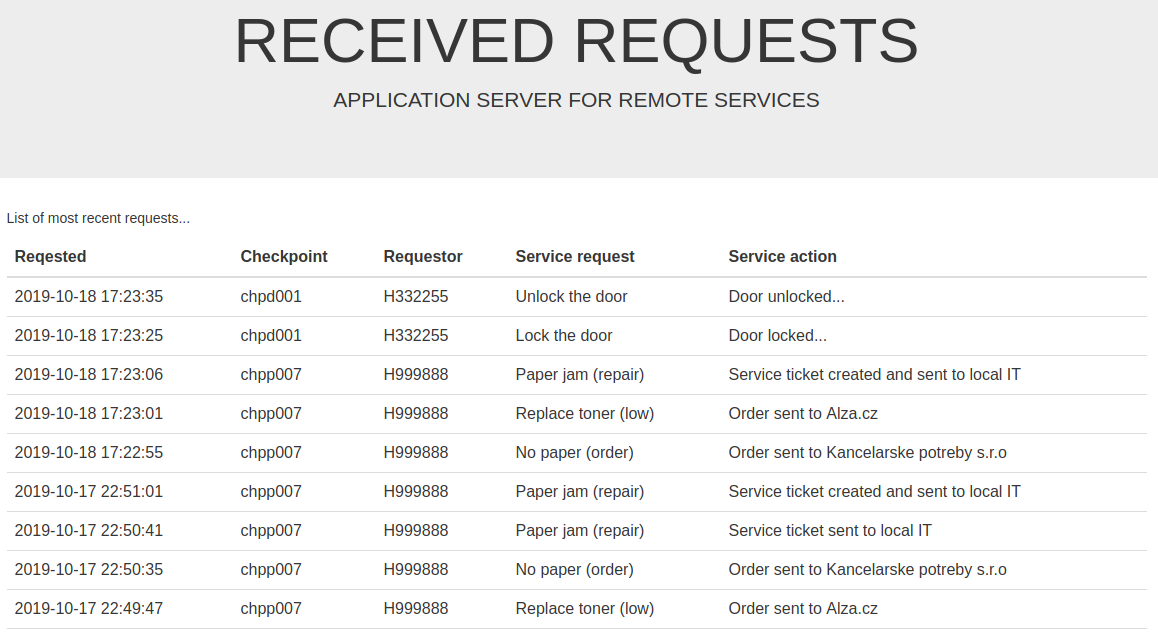 RECEIVED REQUESTS
APPLICATION SERVER FOR REMOTE SERVICES
List of most recent requests...
Reqested Checkpoint Requestor Service request Service action
2019-10-18 17:23:35 chpd001 H332255 Unlock the door Door unlocked...
2019-10-18 17:23:25 chpd001 H332255 Lock the door Door locked...
2019-10-18 17:23:06 chpp007 H999888 Paper jam (repair) Service ticket created and sent to local IT
2019-10-18 17:23:01 chpp007 H999888 Replace toner (low) Order sent to Alza.cz
2019-10-18 17:22:55 chpp007 H999888 No paper (order) Order sent to Kancelarske potreby s.r.o
2019-10-17 22:51:01 chpp007 H999888 Paper jam (repair) Service ticket created and sent to local IT
2019-10-17 22:50:41 chpp007 H999888 Paper jam (repair) Service ticket sent to local IT
2019-10-17 22:50:35 chpp007 H999888 No paper (order) Order sent to Kancelarske potreby s.r.o
2019-10-17 22:49:47 chpp007 H999888 Replace toner (low) Order sent to Alza.cz